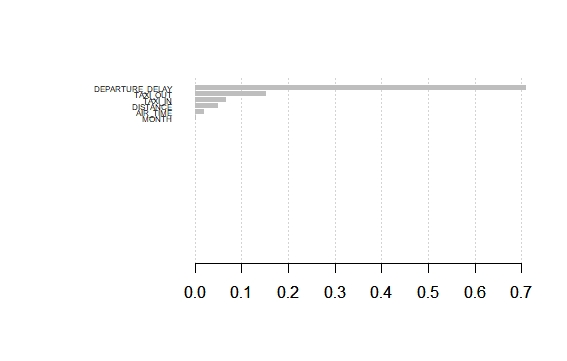 DEPARTURE_DELAY
TAXI_OUT
TAXI_IN
DISTANCE
AIR_TIME
MONTH
0.0 0.1 0.2 0.3 0.4 0.5 0.6 0.7